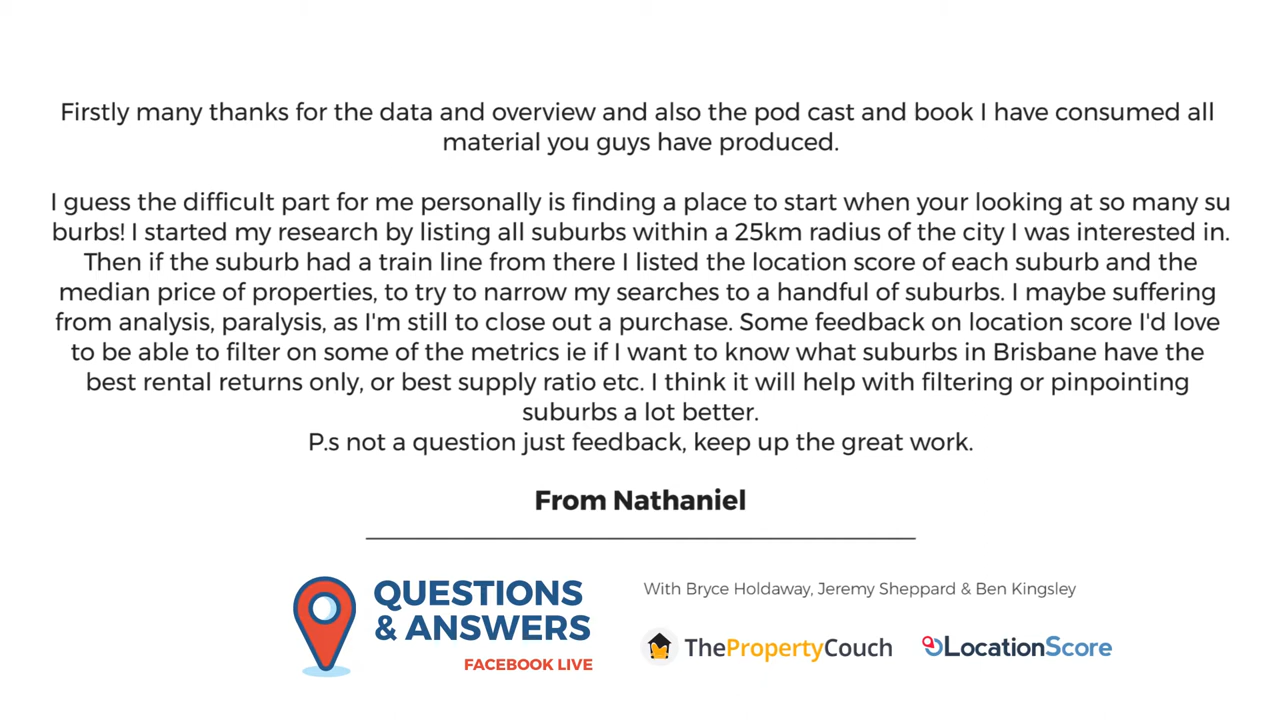 Firstly many thanks for the data and overview and also the pod cast and book I have consumed all
material you guys have produced.
I guess the difficult part for me personally is finding a place to start when your looking at so many su
burbs! I started my research by listing all suburbs within a 25km radius of the city I was interested in.
Then if the suburb had a train line from there I listed the location score of each suburb and the
median price of properties, to try to narrow my searches to a handful of suburbs. I maybe suffering
from analysis, paralysis, as I'm still to close out a purchase. Some feedback on location score I'd love
to be able to filter on some of the metrics ie if I want to know what suburbs in Brisbane have the
best rental returns only, or best supply ratio etc. I think it will help with filtering or pinpointing
suburbs a lot better.
P.s not a question just feedback, keep up the great work.
From Nathaniel
QUESTIONS
& ANSWERS
FACEBOOK LIVE
With Bryce Holdaway, Jeremy Sheppard & Ben Kingsley
ThePropertyCouch
LocationScore